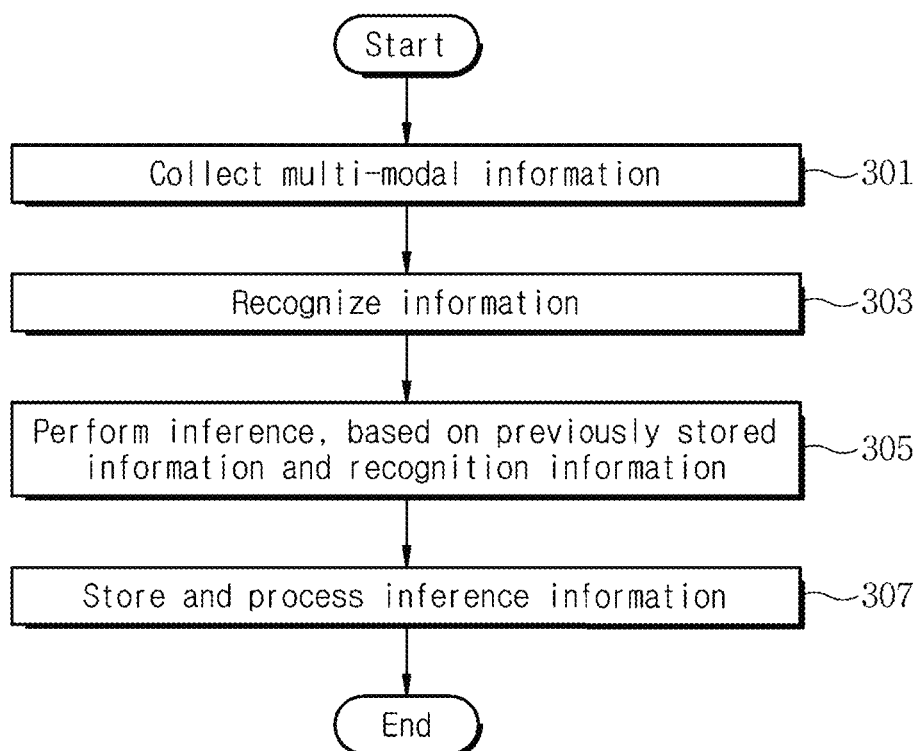 Start
Collect multi-modal information
301
Recognize information
303
Perform inference, based on previously stored
information and recognition information
305
Store and process inference information
307
End